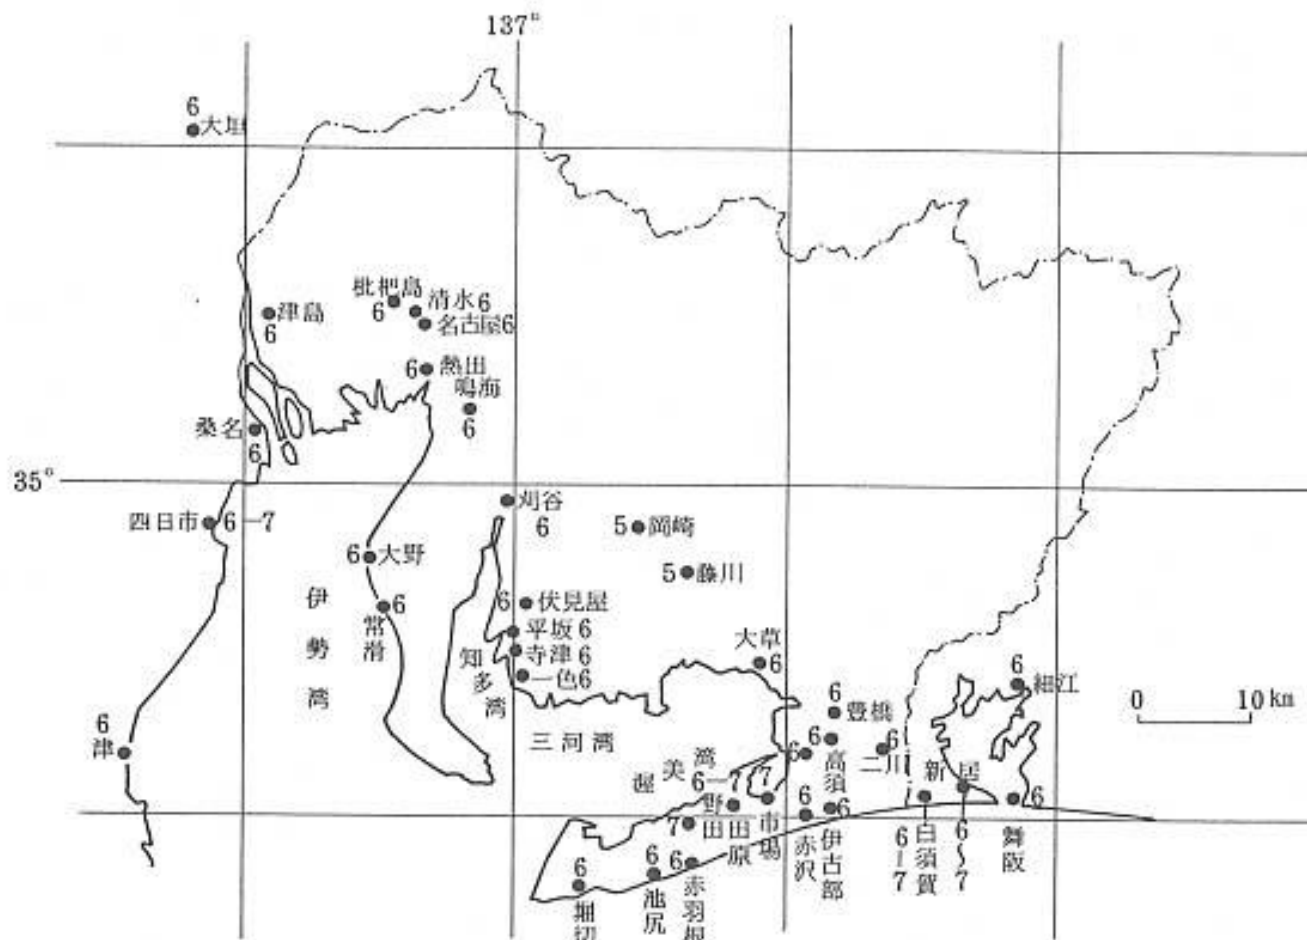 137°
6
大垣
枇杷島
6
清水6
名古屋6
津島
6
6
熱田
鳴海
6
桑名
6
35°
四日市
6-7
刈谷
6
5
岡崎
6
大野
5
藤川
伊勢湾
6
常滑
6
伏見屋
平坂6
寺津6
一色6
知多湾
大草
6
6
細江
0
10km
6
豊橋
三河湾
6
津
渥美湾
6
6
高須
6
二川
新居
6-7
7
野田
田原
市場
7
6
赤沢
6
伊古部
6-7
白須賀
6~7
6
舞阪
6
堀切
6
池尻
6
赤羽根